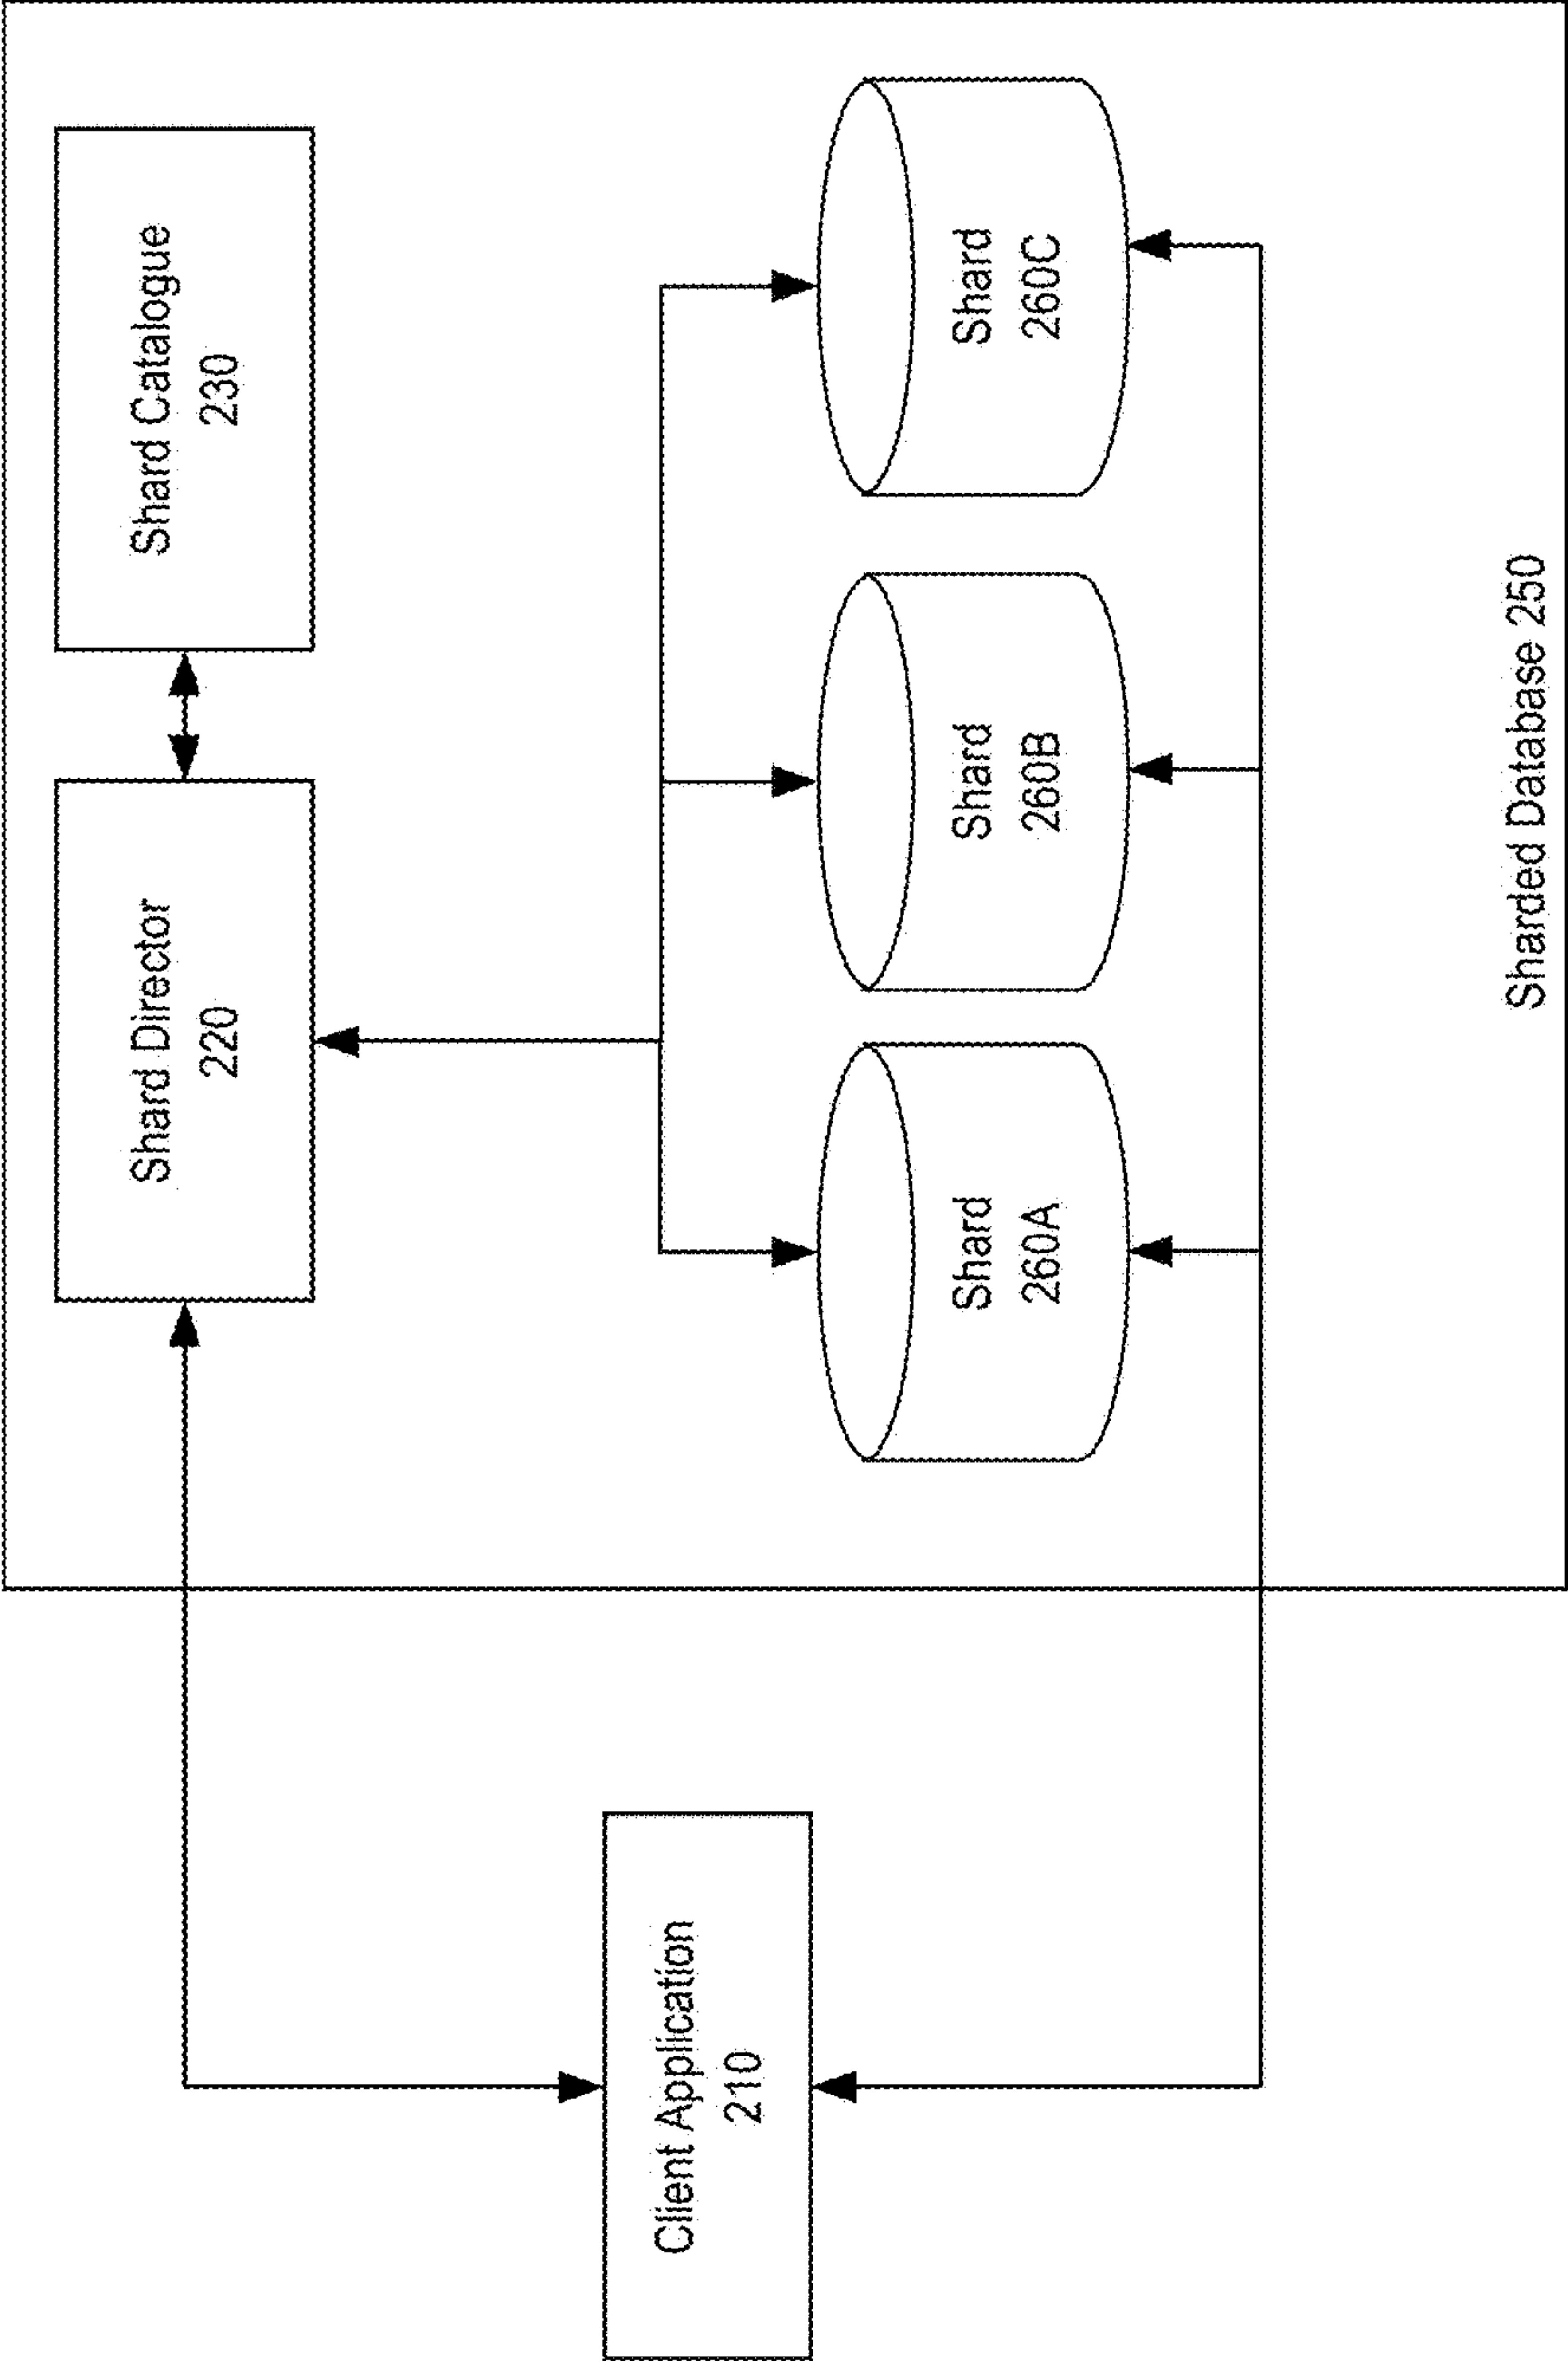 Shard Director
220
Shard Catalogue
230
Client Application
210
Shard
260A
Shard
260B
Shard
260C
Sharded Database 250